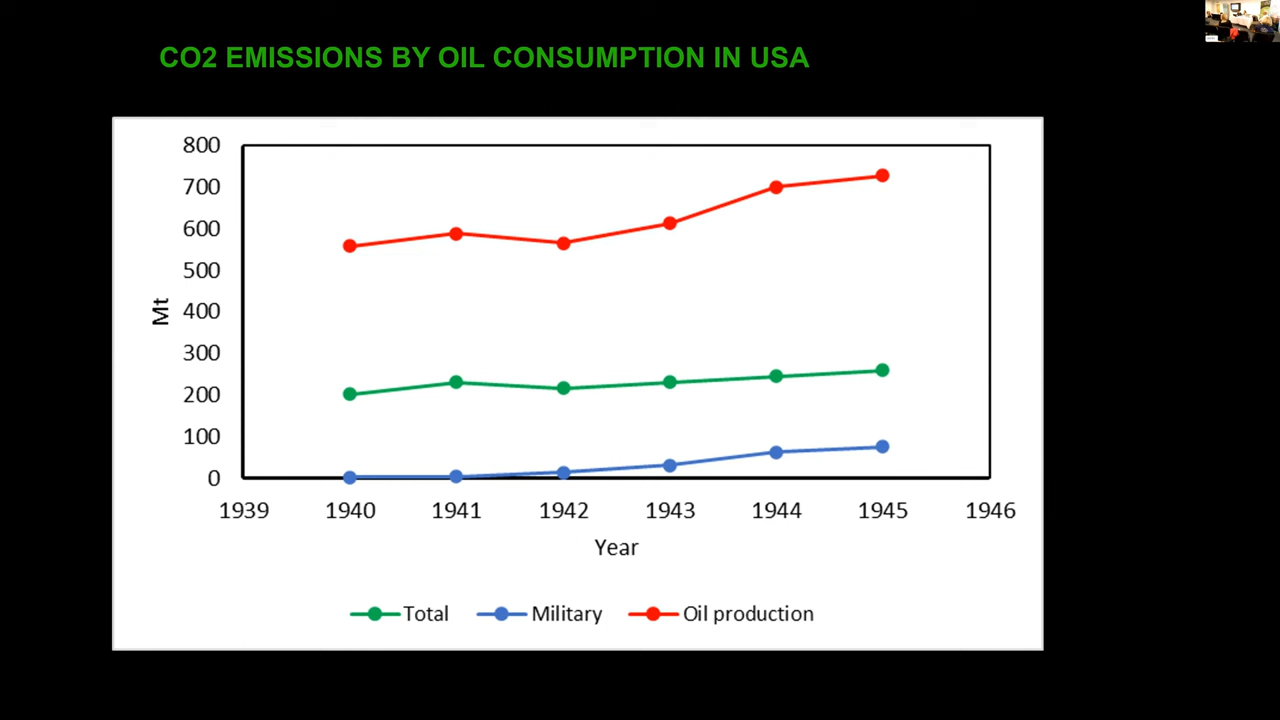 CO2 EMISSIONS BY OIL CONSUMPTION IN USA
800
700
600
500
400
300
200
100
0
Mt
1939 1940 1941 1942 1943 1944 1945 1946
Year
Total Military Oil production